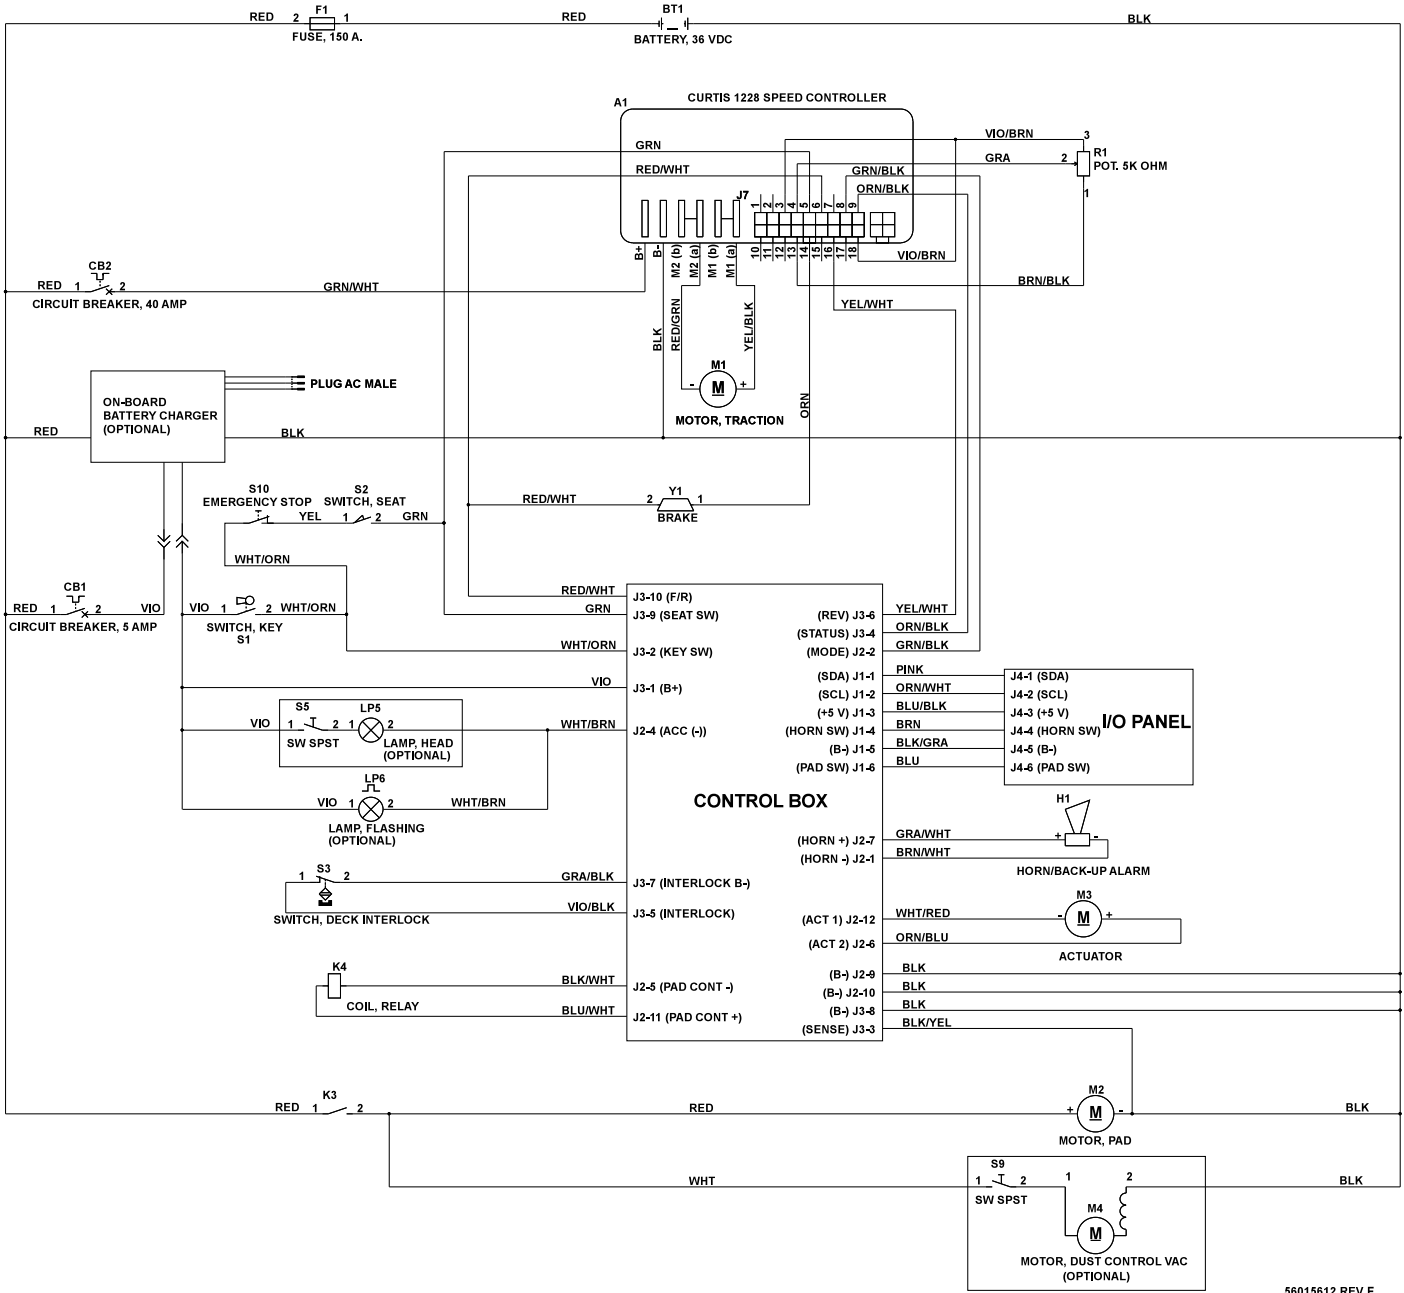 RED 2 F1 1 RED BT1 BLK
FUSE, 150 A.
BATTERY, 36 VDC
A1 CURTIS 1228 SPEED CONTROLLER
GRN
RED/WHT
VIO/BRN 3
GRA 2 R1
POT. 5K OHM
GRN/BLK
ORN/BLK 1
J7
1 2 3 4 5 6 7 8 9
10 11 12 13 14 15 16 17 18
B+ B- M2 (b) M2 (a) M1 (b) M1 (a)
VIO/BRN
BRN/BLK
YEL/WHT
CB2
RED 1 2 GRN/WHT
CIRCUIT BREAKER, 40 AMP
BLK RED/GRN YEL/BLK ORN
M1
- M +
MOTOR, TRACTION
ON-BOARD
BATTERY CHARGER
(OPTIONAL)
PLUG AC MALE
RED BLK
S10
EMERGENCY STOP
S2
SWITCH, SEAT
YEL 1 2 GRN
WHT/ORN
RED/WHT 2 Y1 1
BRAKE
CB1
RED 1 2 VIO
CIRCUIT BREAKER, 5 AMP
VIO 1 2 WHT/ORN
SWITCH, KEY
S1
RED/WHT J3-10 (F/R)
GRN J3-9 (SEAT SW)
WHT/ORN J3-2 (KEY SW)
VIO J3-1 (B+)
WHT/BRN J2-4 (ACC (-))
S5 LP5
VIO 1 2 1 2
SW SPST
LAMP, HEAD
(OPTIONAL)
LP6
VIO 1 2 WHT/BRN
LAMP, FLASHING
(OPTIONAL)
CONTROL BOX
(REV) J3-6 YEL/WHT
(STATUS) J3-4 ORN/BLK
(MODE) J2-2 GRN/BLK
(SDA) J1-1 PINK J4-1 (SDA)
(SCL) J1-2 ORN/WHT J4-2 (SCL)
(+5 V) J1-3 BLU/BLK J4-3 (+5 V)
(HORN SW) J1-4 BRN J4-4 (HORN SW)
(B-) J1-5 BLK/GRA J4-5 (B-)
(PAD SW) J1-6 BLU J4-6 (PAD SW)
I/O PANEL
H1
(HORN +) J2-7 GRA/WHT + -
(HORN -) J2-1 BRN/WHT
HORN/BACK-UP ALARM
1 S3 2 GRA/BLK J3-7 (INTERLOCK B-)
VIO/BLK J3-5 (INTERLOCK)
SWITCH, DECK INTERLOCK
M3
(ACT 1) J2-12 WHT/RED - M +
(ACT 2) J2-6 ORN/BLU
ACTUATOR
K4
BLK/WHT J2-5 (PAD CONT -)
COIL, RELAY
BLU/WHT J2-11 (PAD CONT +)
(B-) J2-9 BLK
(B-) J2-10 BLK
(B-) J3-8 BLK
(SENSE) J3-3 BLK/YEL
K3
RED 1 2 RED
M2
+ M - BLK
MOTOR, PAD
WHT
S9
1 2 1 2 BLK
SW SPST
M4
M
MOTOR, DUST CONTROL VAC
(OPTIONAL)
56015612 REV F